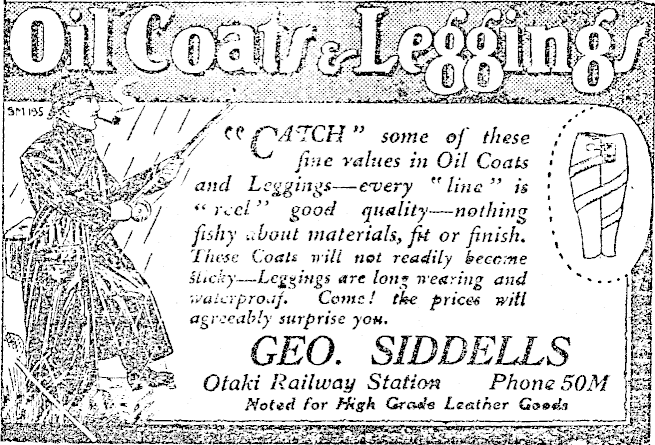 Oil Coats & Leggings
SM195
"CATCH" some of these
fine values in Oil Coats
and Leggings—every "line" is
"reel" good quality—nothing
fishy about materials, fit or finish.
These Coats will not readily become
sticky—Leggings are long wearing and
waterproof. Come! the prices will
agreeably surprise you.
GEO. SIDDELLS
Otaki Railway Station Phone 50M
Noted for High Grade Leather Goods